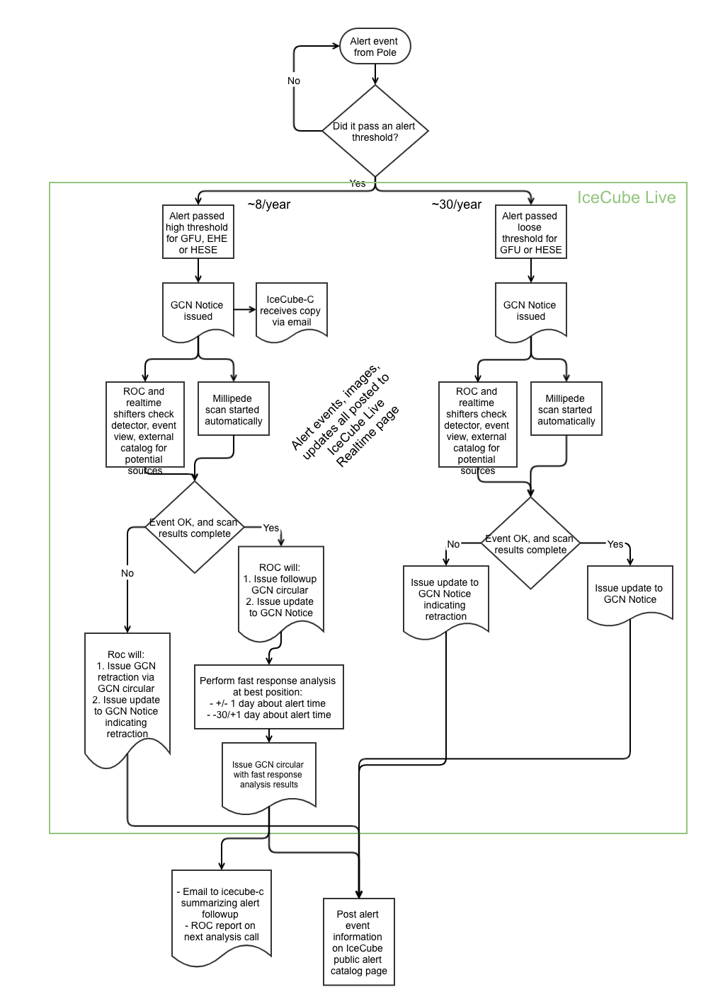 Alert event
from Pole
No
Did it pass an alert
threshold?
Yes
IceCube Live
~8/year
~30/year
Alert passed
high threshold
for GFU, EHE
or HESE
Alert passed
loose
threshold for
GFU or HESE
GCN Notice
issued
IceCube-C
receives copy
via email
GCN Notice
issued
ROC and
realtime
shifters check
detector, event
view, external
catalog for
potential
sources
Millipede
scan started
automatically
Alert events, images,
updates all posted to
IceCube Live
Realtime page
ROC and
realtime
shifters check
detector, event
view, external
catalog for
potential
sources
Millipede
scan started
automatically
Event OK, and scan
results complete
Yes
No
Event OK, and scan
results complete
No
Yes
ROC will:
1. Issue followup
GCN circular
2. Issue update
to GCN Notice
Issue update to
GCN Notice
indicating
retraction
Issue update to
GCN Notice
Roc will:
1. Issue GCN
retraction via
GCN circular
2. Issue update
to GCN Notice
indicating
retraction
Perform fast response analysis
at best position:
- +/- 1 day about alert time
- -30/+1 day about alert time
Issue GCN circular
with fast response
analysis results
- Email to icecube-c
summarizing alert
followup
- ROC report on
next analysis call
Post alert
event
information
on IceCube
public alert
catalog page